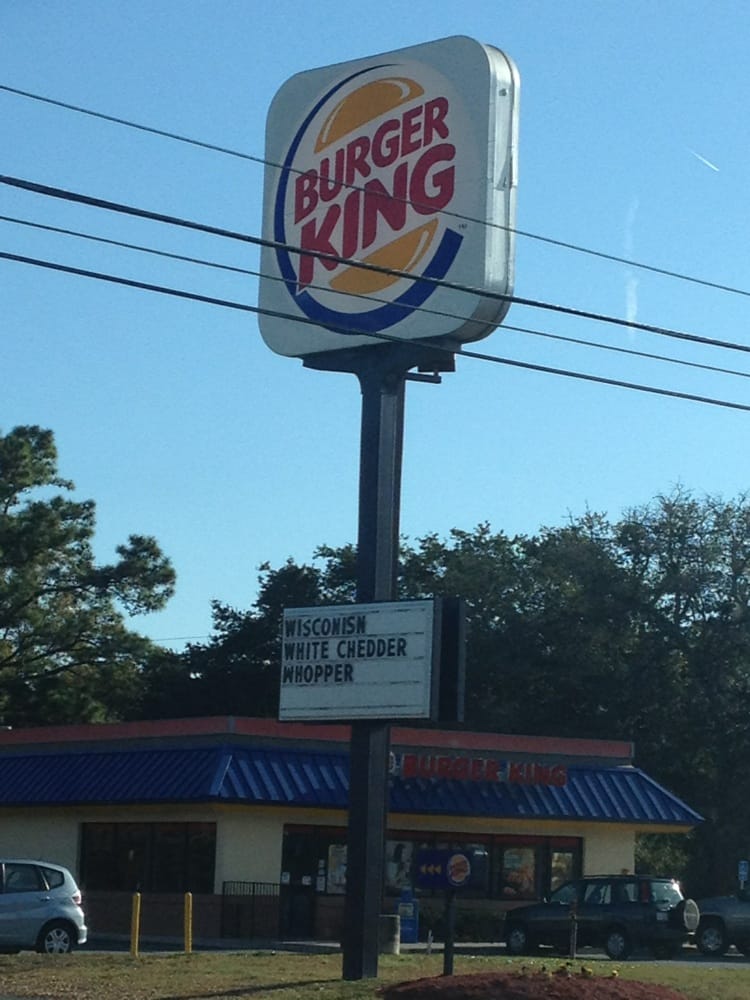 BURGER
KING
WISCONISN
WHITE CHEDDER
WHOPPER
BURGER KING